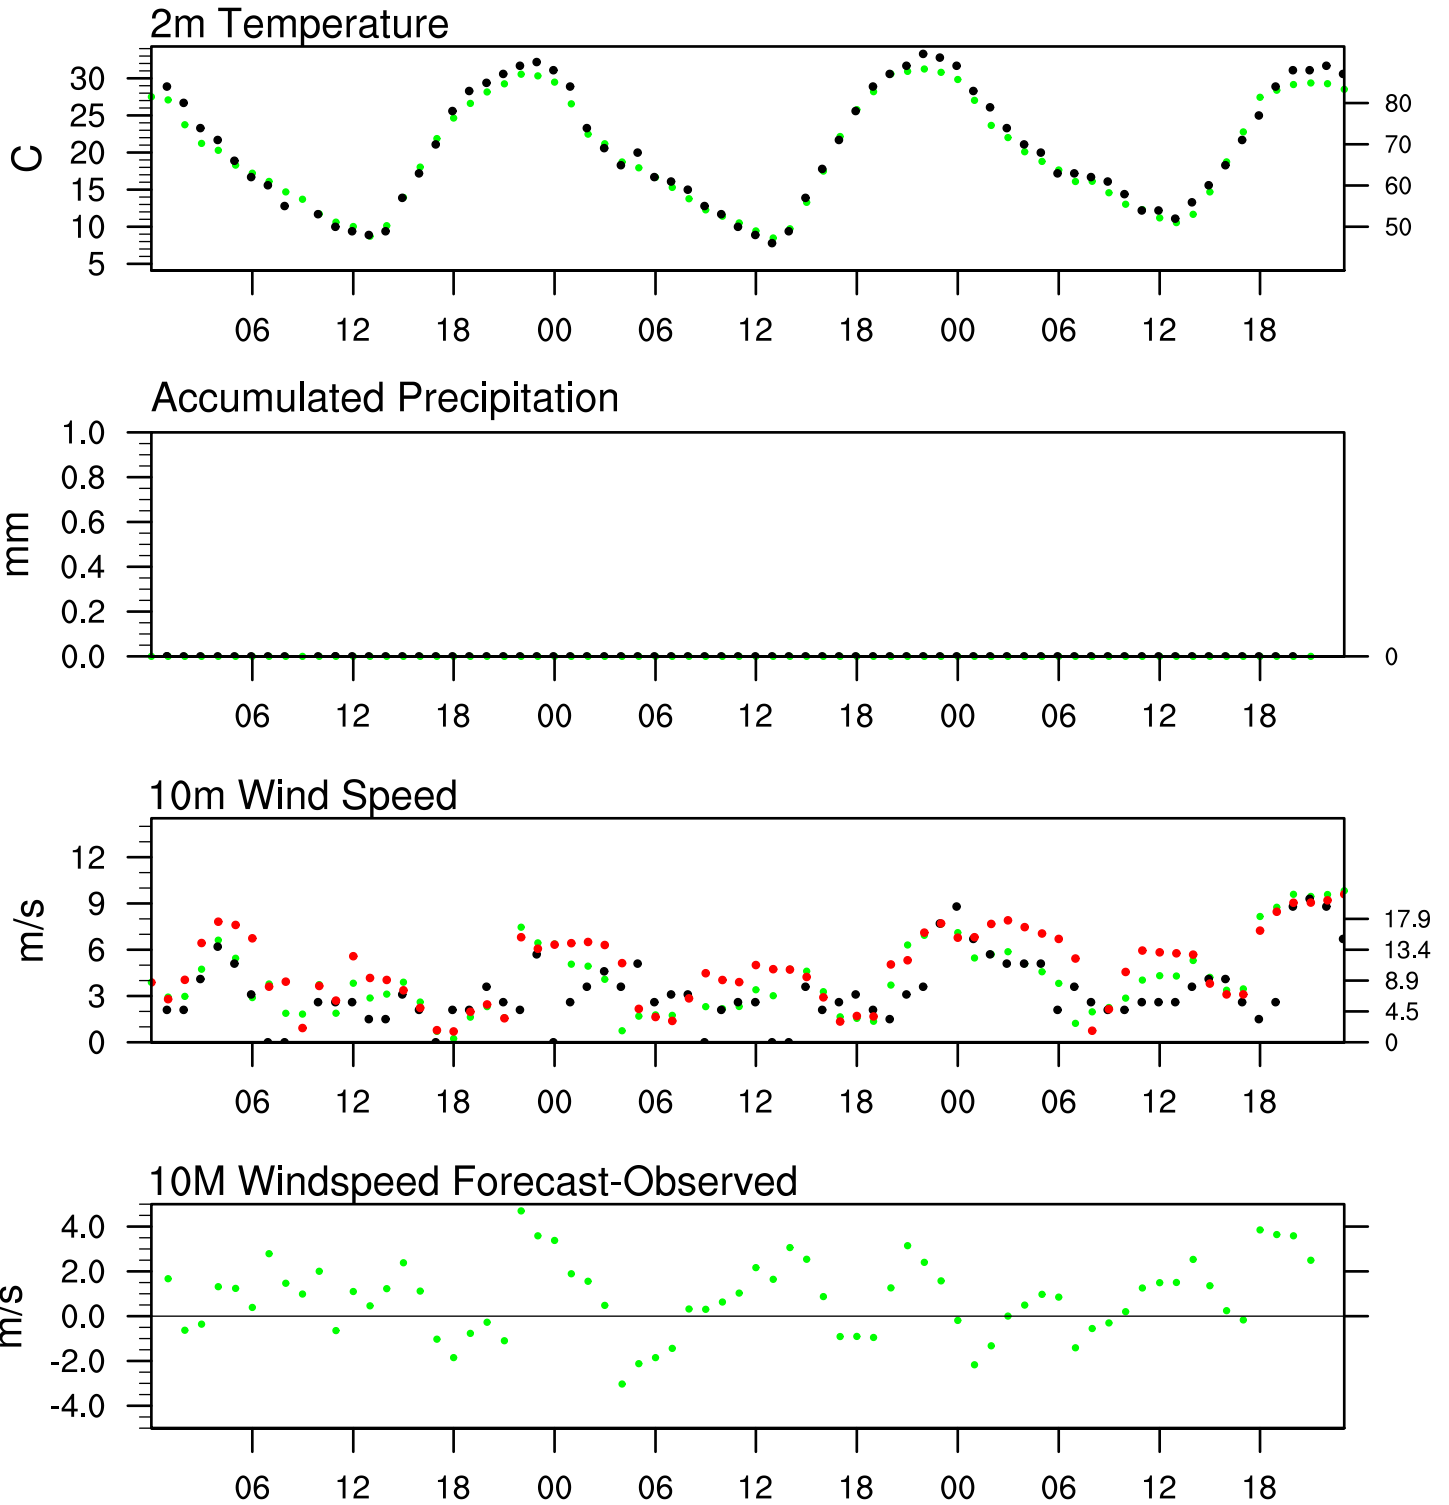 2m Temperature
30
25
20
15
10
5
C
80
70
60
50
06 12 18 00 06 12 18 00 06 12 18
Accumulated Precipitation
1.0
0.8
0.6
0.4
0.2
0.0
mm
0
06 12 18 00 06 12 18 00 06 12 18
10m Wind Speed
12
9
6
3
0
m/s
17.9
13.4
8.9
4.5
0
06 12 18 00 06 12 18 00 06 12 18
10M Windspeed Forecast-Observed
4.0
2.0
0.0
-2.0
-4.0
m/s
06 12 18 00 06 12 18 00 06 12 18